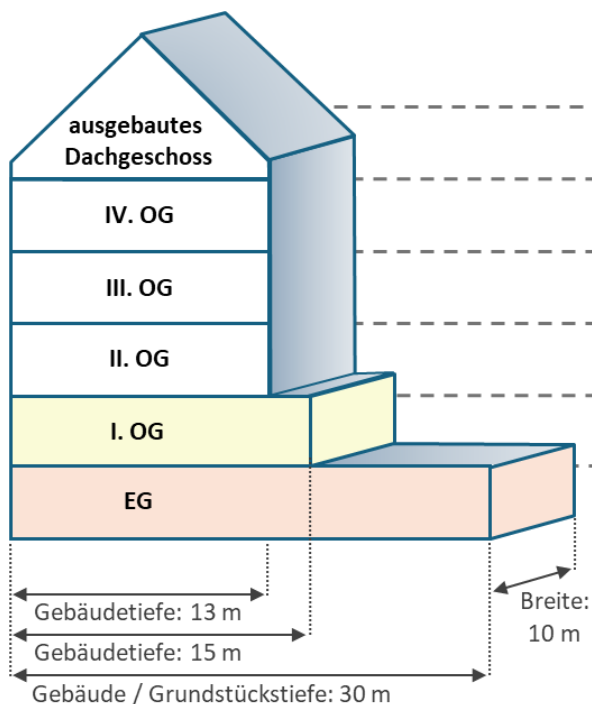 ausgebautes
Dachgeschoss
IV. OG
III. OG
II. OG
I. OG
EG
Gebäudetiefe: 13 m
Breite:
10 m
Gebäudetiefe: 15 m
Gebäude / Grundstückstiefe: 30 m